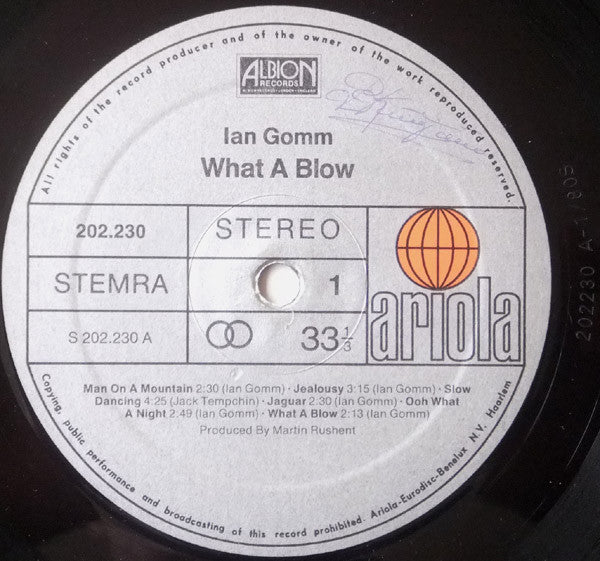 All rights of the record producer and of the owner of the work reproduced reserved.
ALBION
RECORDS
Ian Gomm
What A Blow
202.230
STEREO
STEMRA
1
S 202.230 A
33 1/3
ariola
Man On A Mountain 2:30 (Ian Gomm) · Jealousy 3:15 (Ian Gomm) · Slow
Dancing 4:25 (Jack Tempchin) · Jaguar 2:30 (Ian Gomm) · Ooh What
A Night 2:49 (Ian Gomm) · What A Blow 2:13 (Ian Gomm)
Produced By Martin Rushent
Copying, public performance and broadcasting of this record prohibited. Ariola-Eurodisc-Benelux N.V. Haarlem
202230 A-1